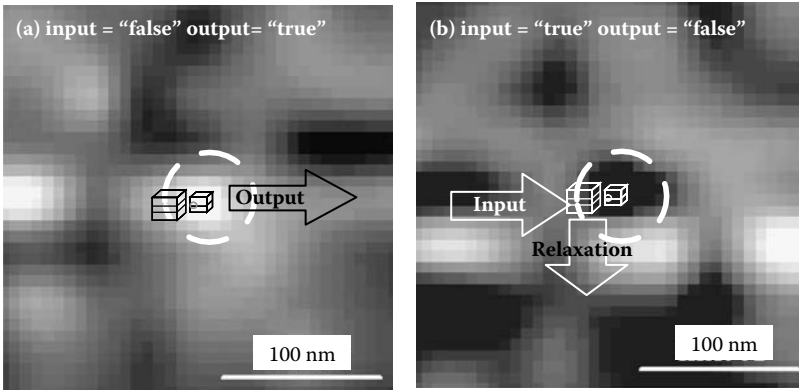 (a) input = “false” output= “true”
Output
100 nm
(b) input = “true” output = “false”
Input
Relaxation
100 nm